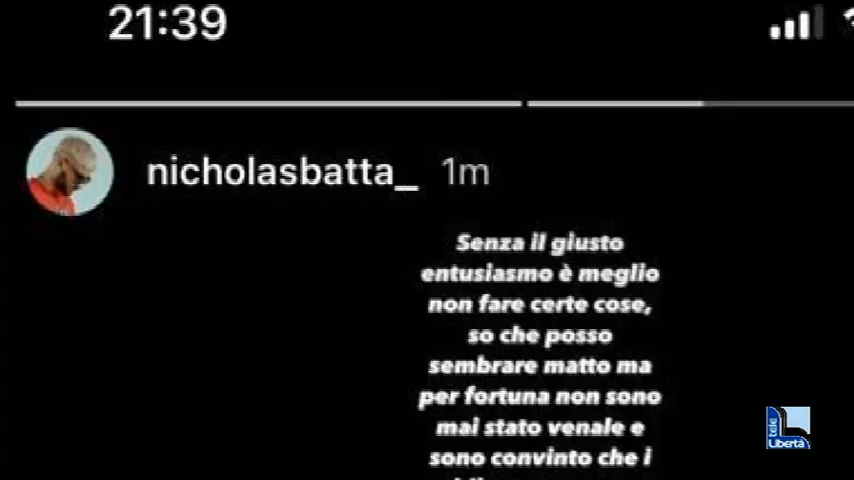 21:39
nicholasbatta_ 1m
Senza il giusto
entusiasmo è meglio
non fare certe cose,
so che posso
sembrare matto ma
per fortuna non sono
mai stato venale e
sono convinto che i
tele
Libertà